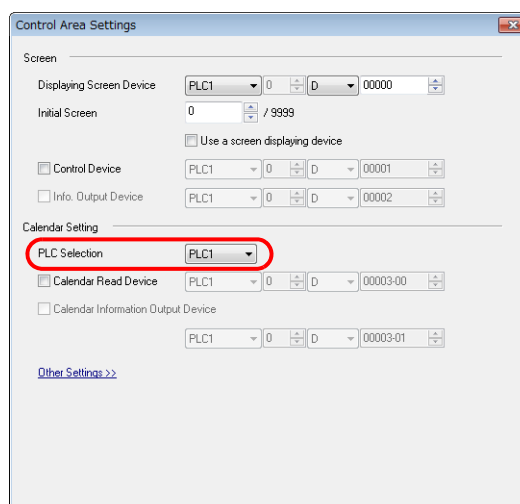 Control Area Settings
Screen
Displaying Screen Device PLC1 0 D 00000
Initial Screen 0 / 9999
Use a screen displaying device
Control Device PLC1 0 D 00001
Info. Output Device PLC1 0 D 00002
Calendar Setting
PLC Selection PLC1
Calendar Read Device PLC1 0 D 00003-00
Calendar Information Output Device
PLC1 0 D 00003-01
Other Settings >>